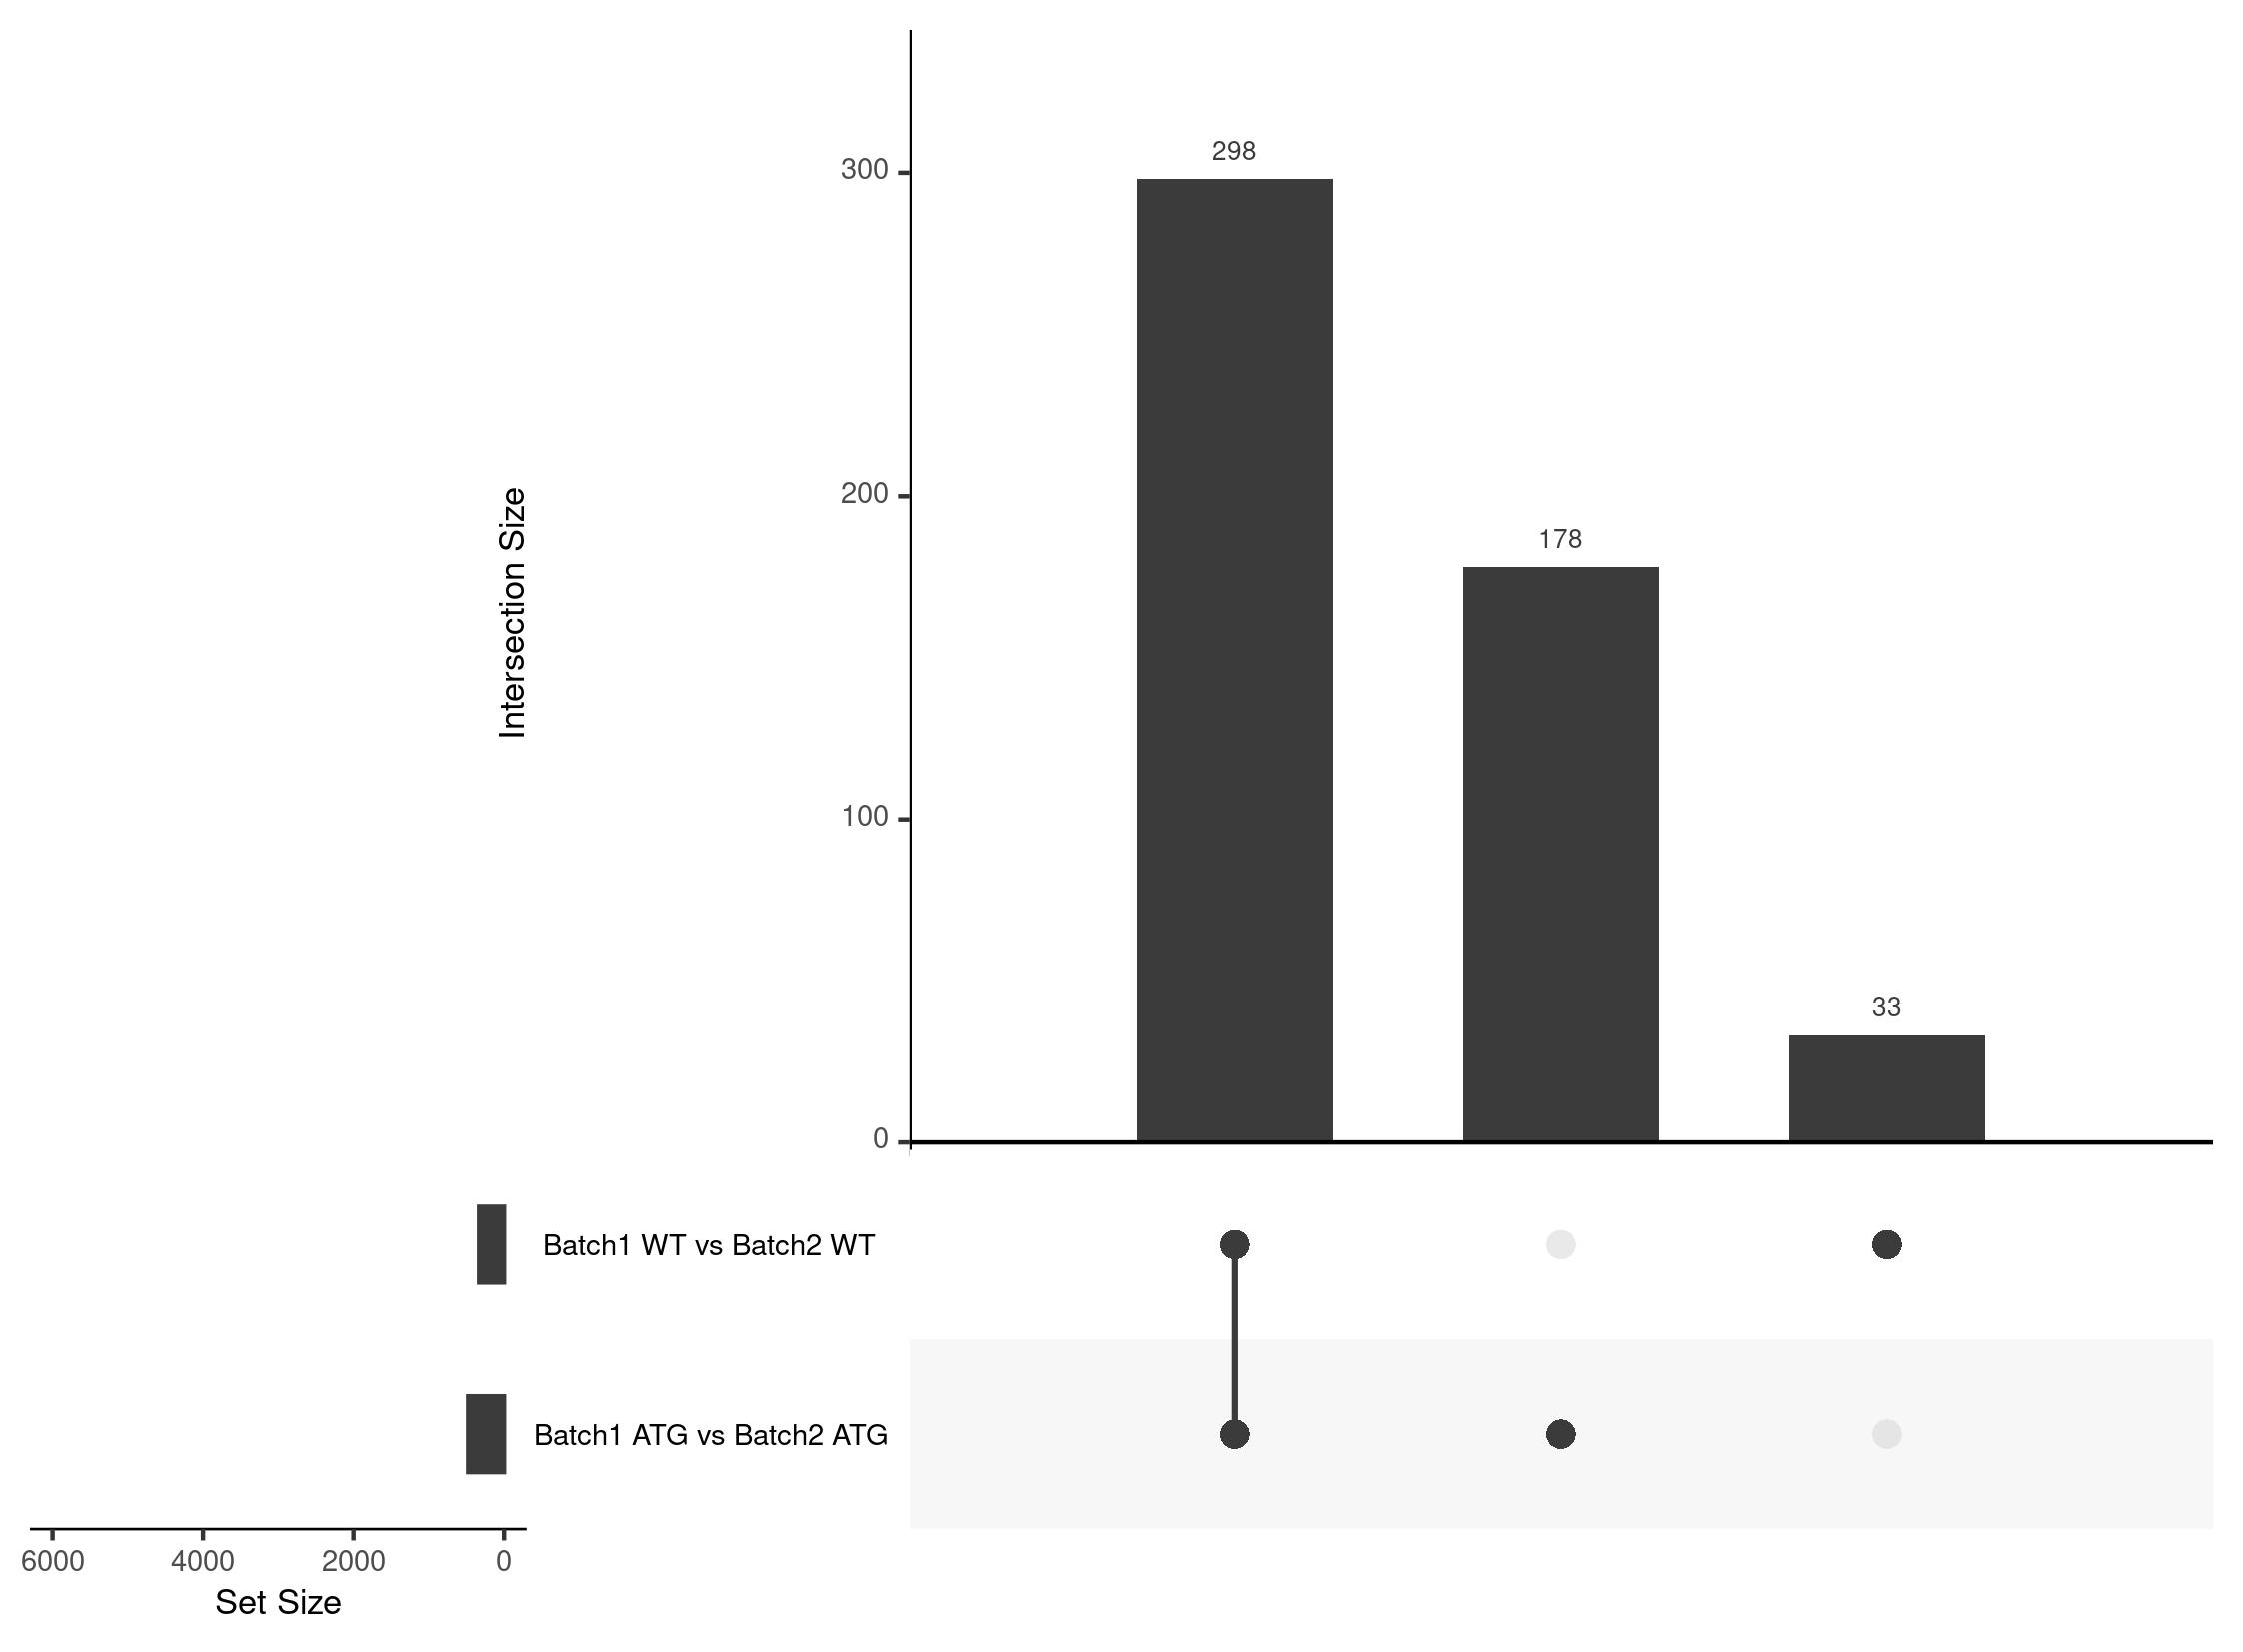 298
300
178
200
Intersection Size
100
33
0
Batch1 WT vs Batch2 WT
Batch1 ATG vs Batch2 ATG
6000 4000 2000 0
Set Size